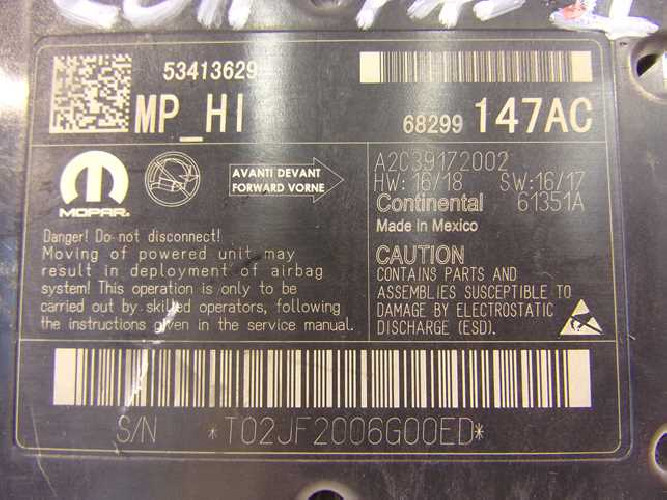 53413629
MP_HI
68299 147AC
MOPAR.
AVANTI DEVANT
FORWARD VORNE
A2C39172002
HW: 16/18 SW: 16/17
Continental 61351A
Made in Mexico
Danger! Do not disconnect!
Moving of powered unit may
result in deployment of airbag
system! This operation is only to be
carried out by skilled operators, following
the instructions given in the service manual.
CAUTION
CONTAINS PARTS AND
ASSEMBLIES SUSCEPTIBLE TO
DAMAGE BY ELECTROSTATIC
DISCHARGE (ESD).
S/N *T02JF2006G00ED*